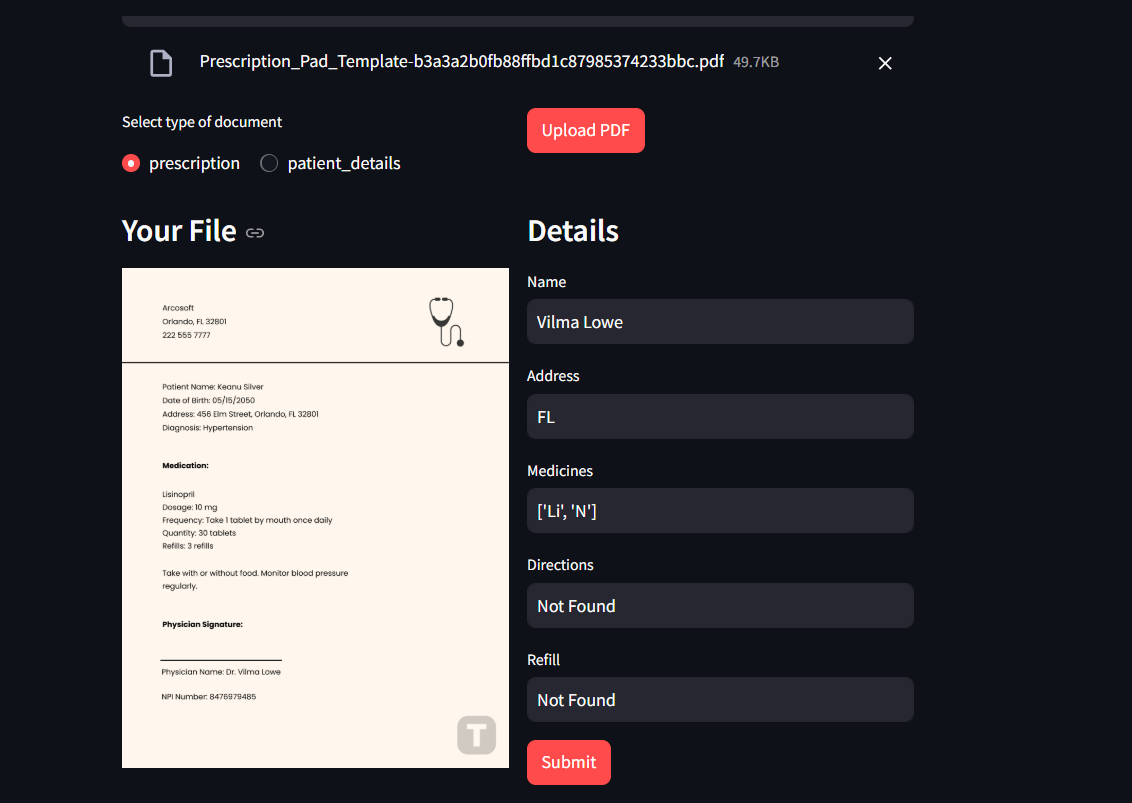 Prescription_Pad_Template-b3a3a2b0fb88ffbd1c87985374233bbc.pdf 49.7KB
Select type of document
prescription patient_details
Upload PDF
Your File
Arcosoft
Orlando, FL 32801
222 555 7777
Patient Name: Keanu Silver
Date of Birth: 05/15/2050
Address: 456 Elm Street, Orlando, FL 32801
Diagnosis: Hypertension
Medication:
Lisinopril
Dosage: 10 mg
Frequency: Take 1 tablet by mouth once daily
Quantity: 30 tablets
Refills: 3 refills
Take with or without food. Monitor blood pressure
regularly.
Physician Signature:
Physician Name: Dr. Vilma Lowe
NPI Number: 8476979485
T
Details
Name
Vilma Lowe
Address
FL
Medicines
['Li', 'N']
Directions
Not Found
Refill
Not Found
Submit